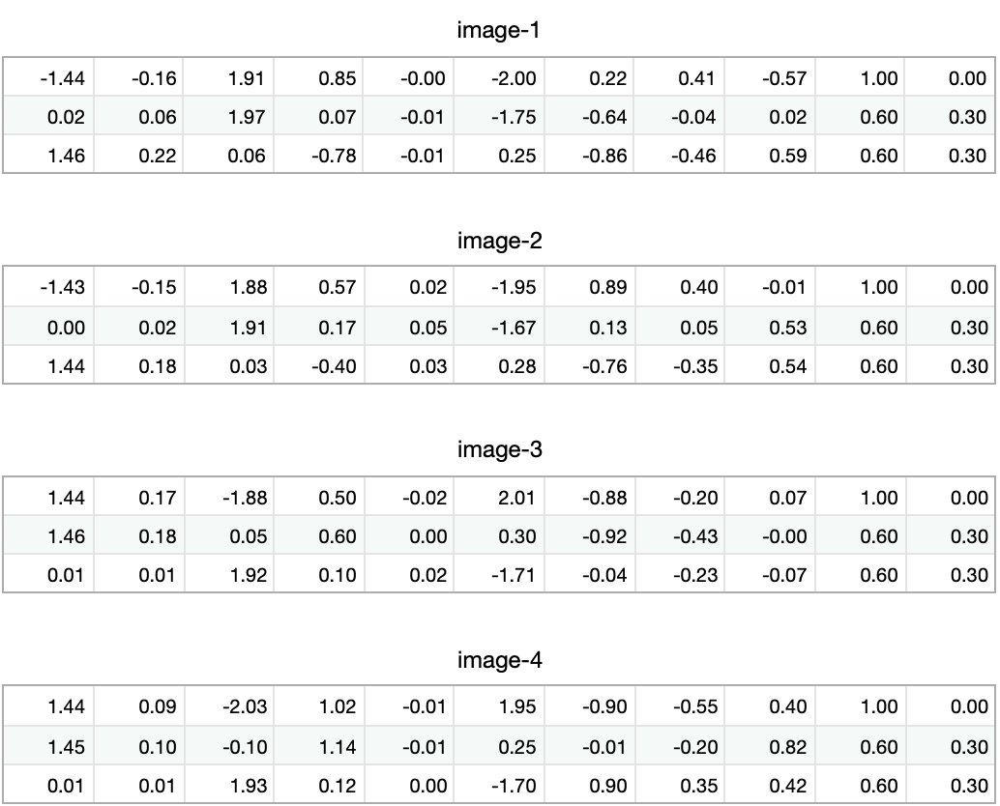 image-1
-1.44 -0.16 1.91 0.85 -0.00 -2.00 0.22 0.41 -0.57 1.00 0.00
0.02 0.06 1.97 0.07 -0.01 -1.75 -0.64 -0.04 0.02 0.60 0.30
1.46 0.22 0.06 -0.78 -0.01 0.25 -0.86 -0.46 0.59 0.60 0.30
image-2
-1.43 -0.15 1.88 0.57 0.02 -1.95 0.89 0.40 -0.01 1.00 0.00
0.00 0.02 1.91 0.17 0.05 -1.67 0.13 0.05 0.53 0.60 0.30
1.44 0.18 0.03 -0.40 0.03 0.28 -0.76 -0.35 0.54 0.60 0.30
image-3
1.44 0.17 -1.88 0.50 -0.02 2.01 -0.88 -0.20 0.07 1.00 0.00
1.46 0.18 0.05 0.60 0.00 0.30 -0.92 -0.43 -0.00 0.60 0.30
0.01 0.01 1.92 0.10 0.02 -1.71 -0.04 -0.23 -0.07 0.60 0.30
image-4
1.44 0.09 -2.03 1.02 -0.01 1.95 -0.90 -0.55 0.40 1.00 0.00
1.45 0.10 -0.10 1.14 -0.01 0.25 -0.01 -0.20 0.82 0.60 0.30
0.01 0.01 1.93 0.12 0.00 -1.70 0.90 0.35 0.42 0.60 0.30